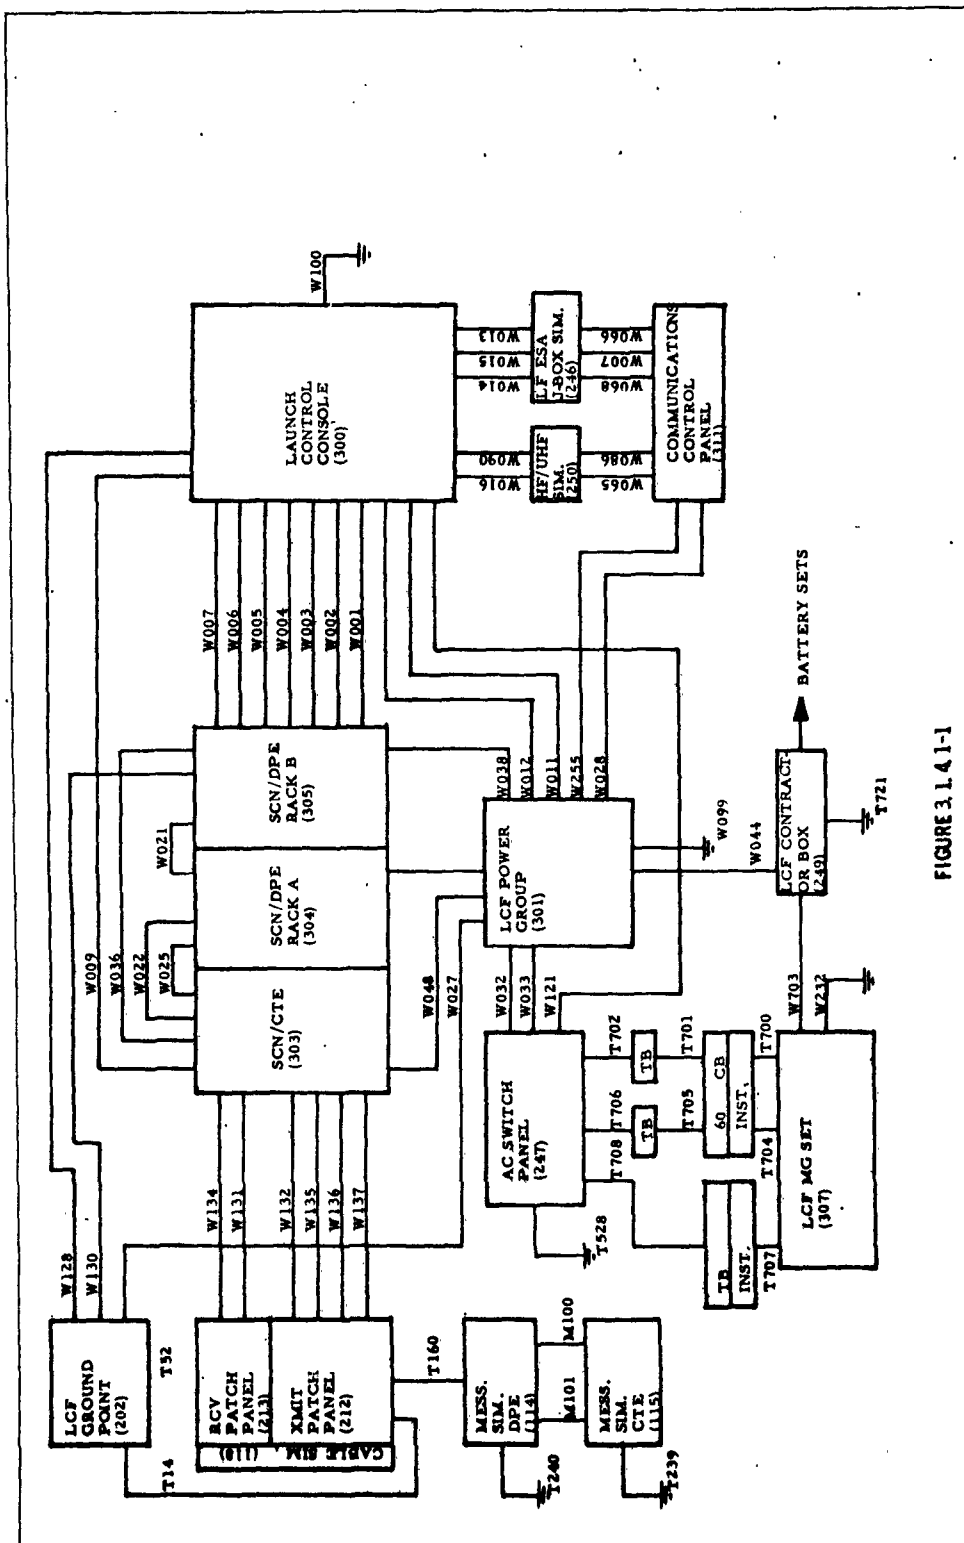 LCF
GROUND
POINT
(202)
T52
T14
W128
W130
W009
W036
W022
W025
W021
RCV
PATCH
PANEL
(213)
XMIT
PATCH
PANEL
(212)
CABLE SIM.
W134
W131
W132
W135
W136
W137
SCN/CTE
(303)
SCN/DPE
RACK A
(304)
SCN/DPE
RACK B
(305)
W007
W006
W005
W004
W003
W002
W001
LAUNCH
CONTROL
CONSOLE
(300)
W100
W016
W090
W014
W015
W013
HF/UHF
SIM.
(250)
LF ESA
J-BOX SIM.
(246)
W065
W086
W068
W007
W066
COMMUNICATIONS
CONTROL
PANEL
(311)
W048
W027
W038
W012
W011
W255
W028
LCF POWER
GROUP
(301)
W099
W044
W032
W033
W121
T160
MESS.
SIM.
DPE
(114)
T240
M101
M100
MESS.
SIM.
CTE
(115)
T239
AC SWITCH
PANEL
(247)
T528
T708
T706
T702
TB
TB
T705
T701
60 CB
INST.
TB
INST.
T707
T704
T700
LCF MG SET
(307)
W703
W232
LCF CONTRACT-
OR BOX
(249)
T721
BATTERY SETS
FIGURE 3.1.4.1-1